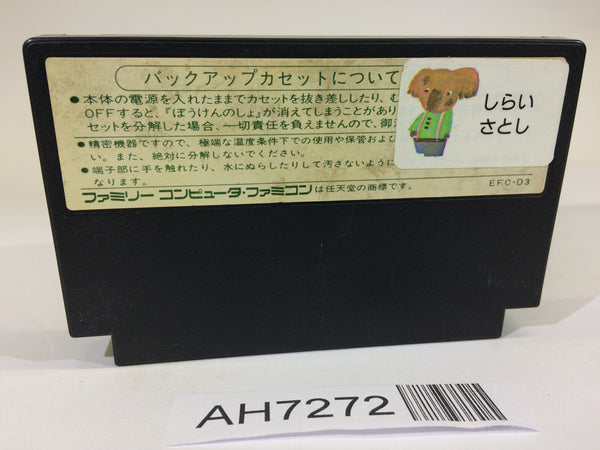 バックアップカセットについて
●本体の電源を入れたままでカセットを抜き差ししたり、む
OFFすると、『ぼうけんのしょ』が消えてしまうことがあり
セットを分解した場合、一切責任を負えませんので、御
●精密機器ですので、極端な温度条件下での使用や保管およ
い。また、絶対に分解しないでください。
●端子部に手を触れたり、水にぬらしたりして汚さないように
なります。
ファミリーコンピュータ・ファミコンは任天堂の商標です。
EFC-D3
しらい
さとし
AH7272